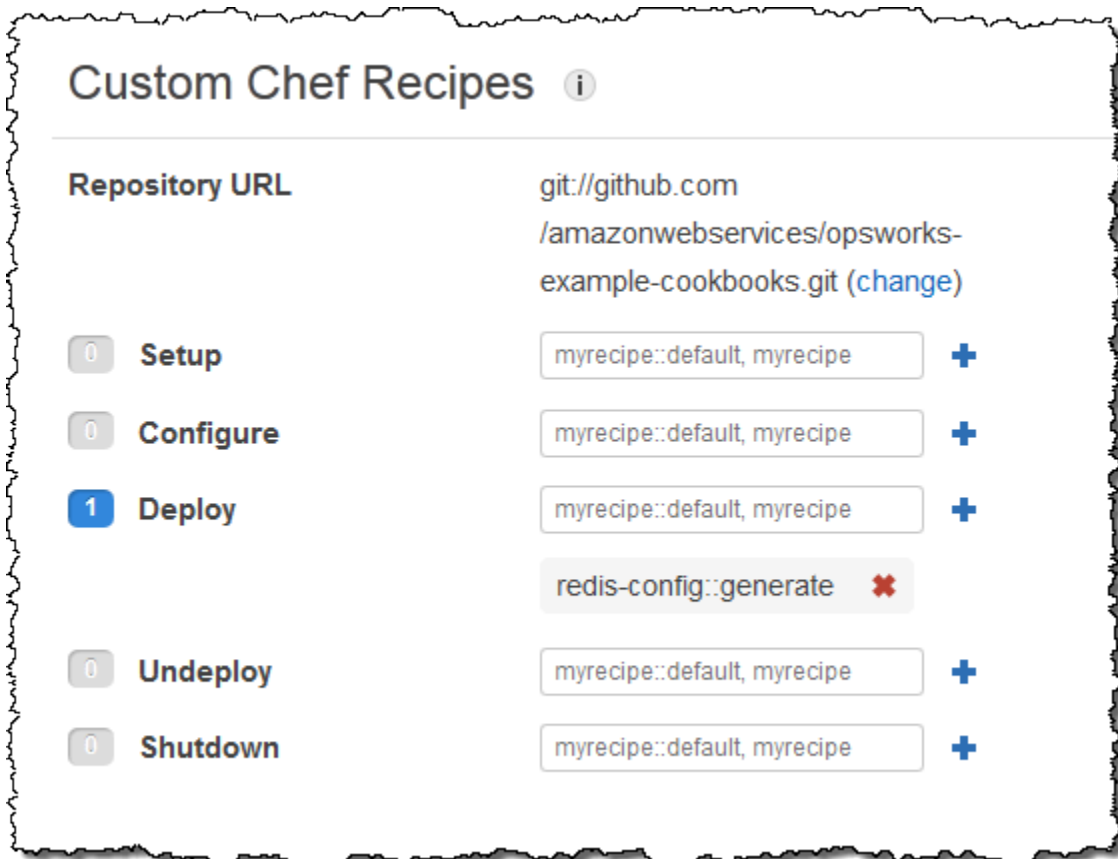 Custom Chef Recipes i
Repository URL git://github.com
/amazonwebservices/opsworks-
example-cookbooks.git (change)
0 Setup myrecipe::default, myrecipe
0 Configure myrecipe::default, myrecipe
1 Deploy myrecipe::default, myrecipe
redis-config::generate
0 Undeploy myrecipe::default, myrecipe
0 Shutdown myrecipe::default, myrecipe